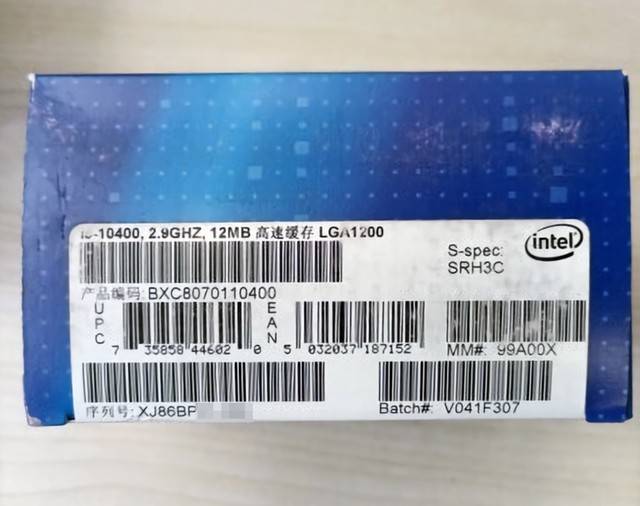 i5-10400, 2.9GHZ, 12MB 高速缓存 LGA1200
S-spec:
SRH3C
intel
产品编码: BXC8070110400
UPC
7 35858 44602 0
EAN
5 032037 187152
MM#: 99A00X
序列号: XJ86BP
Batch#: V041F307